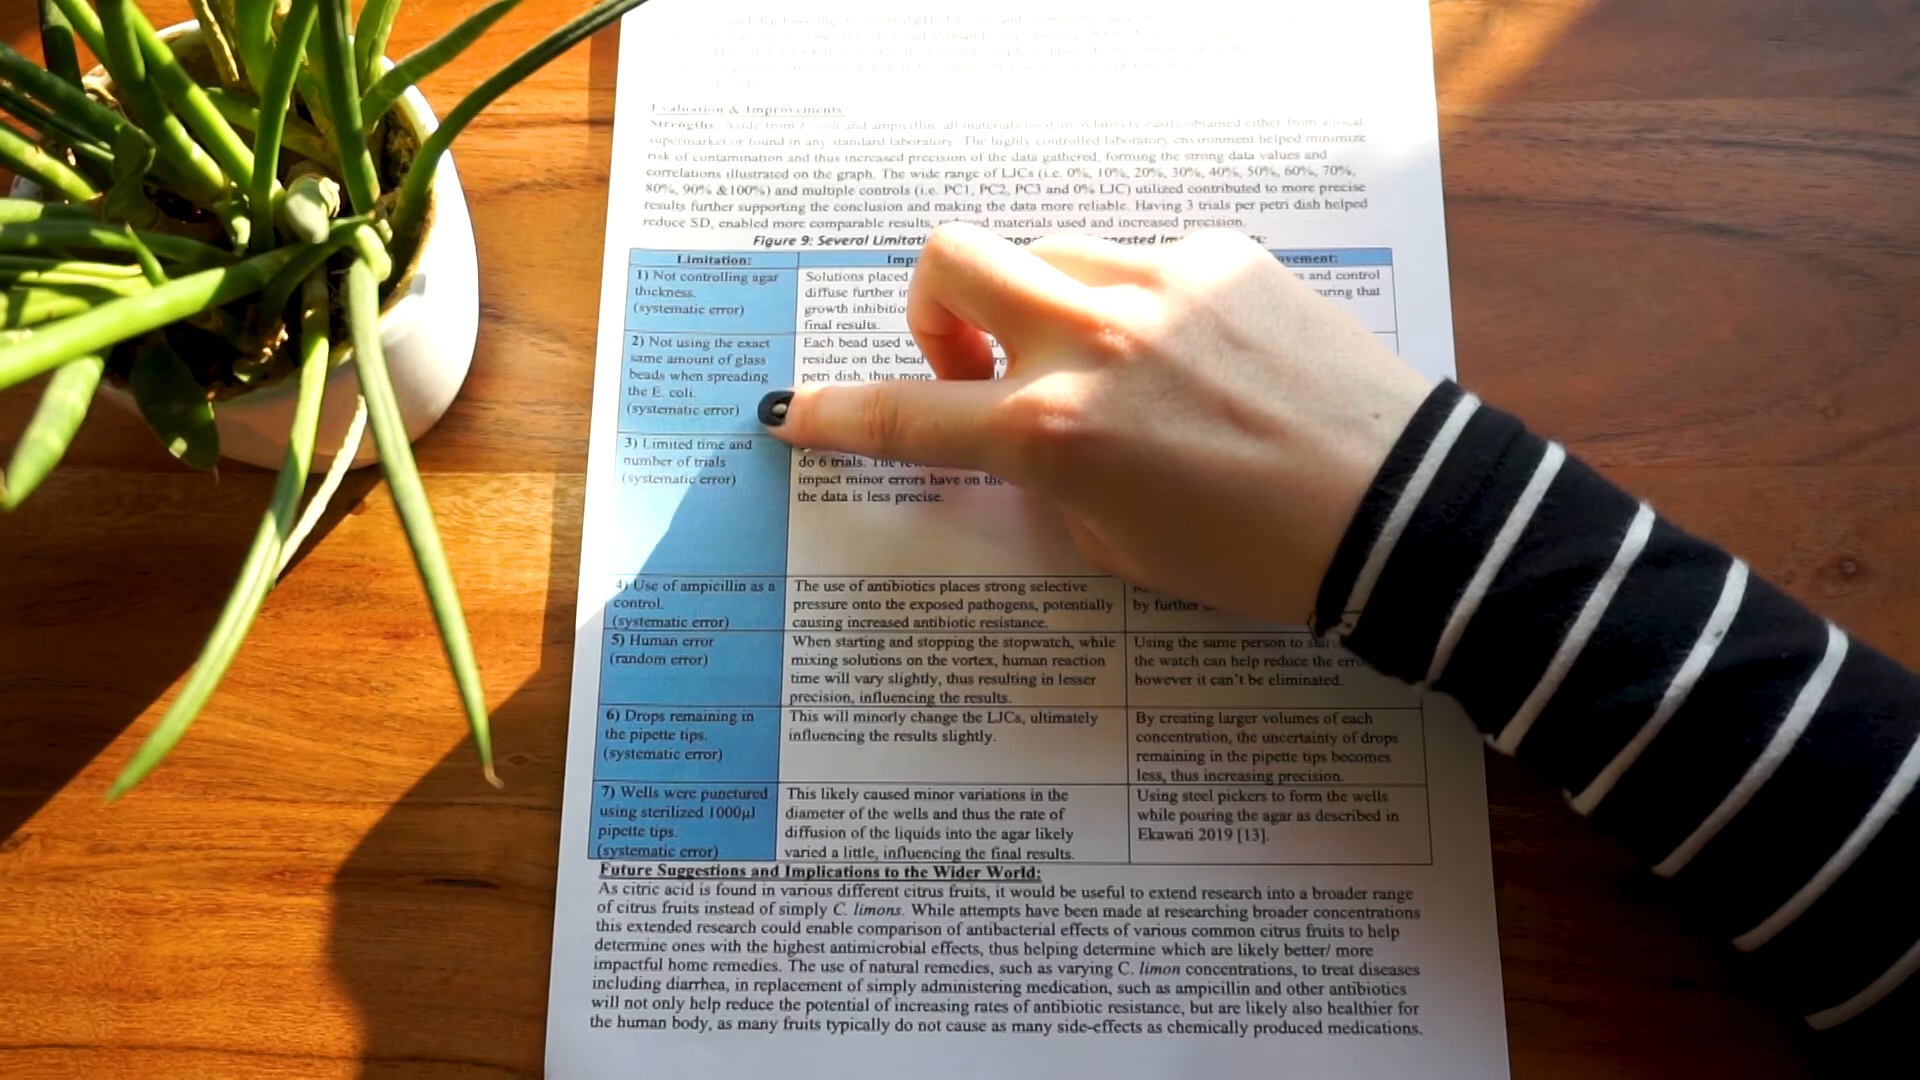 Evaluation & Improvements
Strengths: Aside from E. coli and ampicillin, all materials used are relatively easily obtained either from a local
supermarket or found in any standard laboratory. The highly controlled laboratory environment helped minimize
risk of contamination and thus increased precision of the data gathered, forming the strong data values and
correlations illustrated on the graph. The wide range of LJCs (i.e. 0%, 10%, 20%, 30%, 40%, 50%, 60%, 70%,
80%, 90% &100%) and multiple controls (i.e. PC1, PC2, PC3 and 0% LJC) utilized contributed to more precise
results further supporting the conclusion and making the data more reliable. Having 3 trials per petri dish helped
reduce SD, enabled more comparable results, materials used and increased precision.
Figure 9: Several
Limitation:
1) Not controlling agar
thickness.
(systematic error)
Solutions placed
diffuse further
growth
final results.
and control
that
2) Not using the exact
same amount of glass
beads when spreading
the E. coli.
(systematic error)
Each bead used
residue on the bead
petri dish, thus more
3) Limited time and
number of trials
(systematic error)
do 6 trials. The
impact minor errors have on the
the data is less precise.
4) Use of ampicillin as a
control.
(systematic error)
The use of antibiotics places strong selective
pressure onto the exposed pathogens, potentially
causing increased antibiotic resistance.
by further
5) Human error
(random error)
When starting and stopping the stopwatch, while
mixing solutions on the vortex, human reaction
time will vary slightly, thus resulting in lesser
precision, influencing the results.
Using the same person to
the watch can help reduce the
however it can't be eliminated.
6) Drops remaining in
the pipette tips.
(systematic error)
This will minorly change the LJCs, ultimately
influencing the results slightly.
By creating larger volumes of each
concentration, the uncertainty of drops
remaining in the pipette tips becomes
less, thus increasing precision.
7) Wells were punctured
using sterilized 1000µl
pipette tips.
(systematic error)
This likely caused minor variations in the
diameter of the wells and thus the rate of
diffusion of the liquids into the agar likely
varied a little, influencing the final results.
Using steel pickers to form the wells
while pouring the agar as described in
Ekawati 2019 [13].
Future Suggestions and Implications to the Wider World:
As citric acid is found in various different citrus fruits, it would be useful to extend research into a broader range
of citrus fruits instead of simply C. limons. While attempts have been made at researching broader concentrations
this extended research could enable comparison of antibacterial effects of various common citrus fruits to help
determine ones with the highest antimicrobial effects, thus helping determine which are likely better/ more
impactful home remedies. The use of natural remedies, such as varying C. limon concentrations, to treat diseases
including diarrhea, in replacement of simply administering medication, such as ampicillin and other antibiotics
will not only help reduce the potential of increasing rates of antibiotic resistance, but are likely also healthier for
the human body, as many fruits typically do not cause as many side-effects as chemically produced medications.